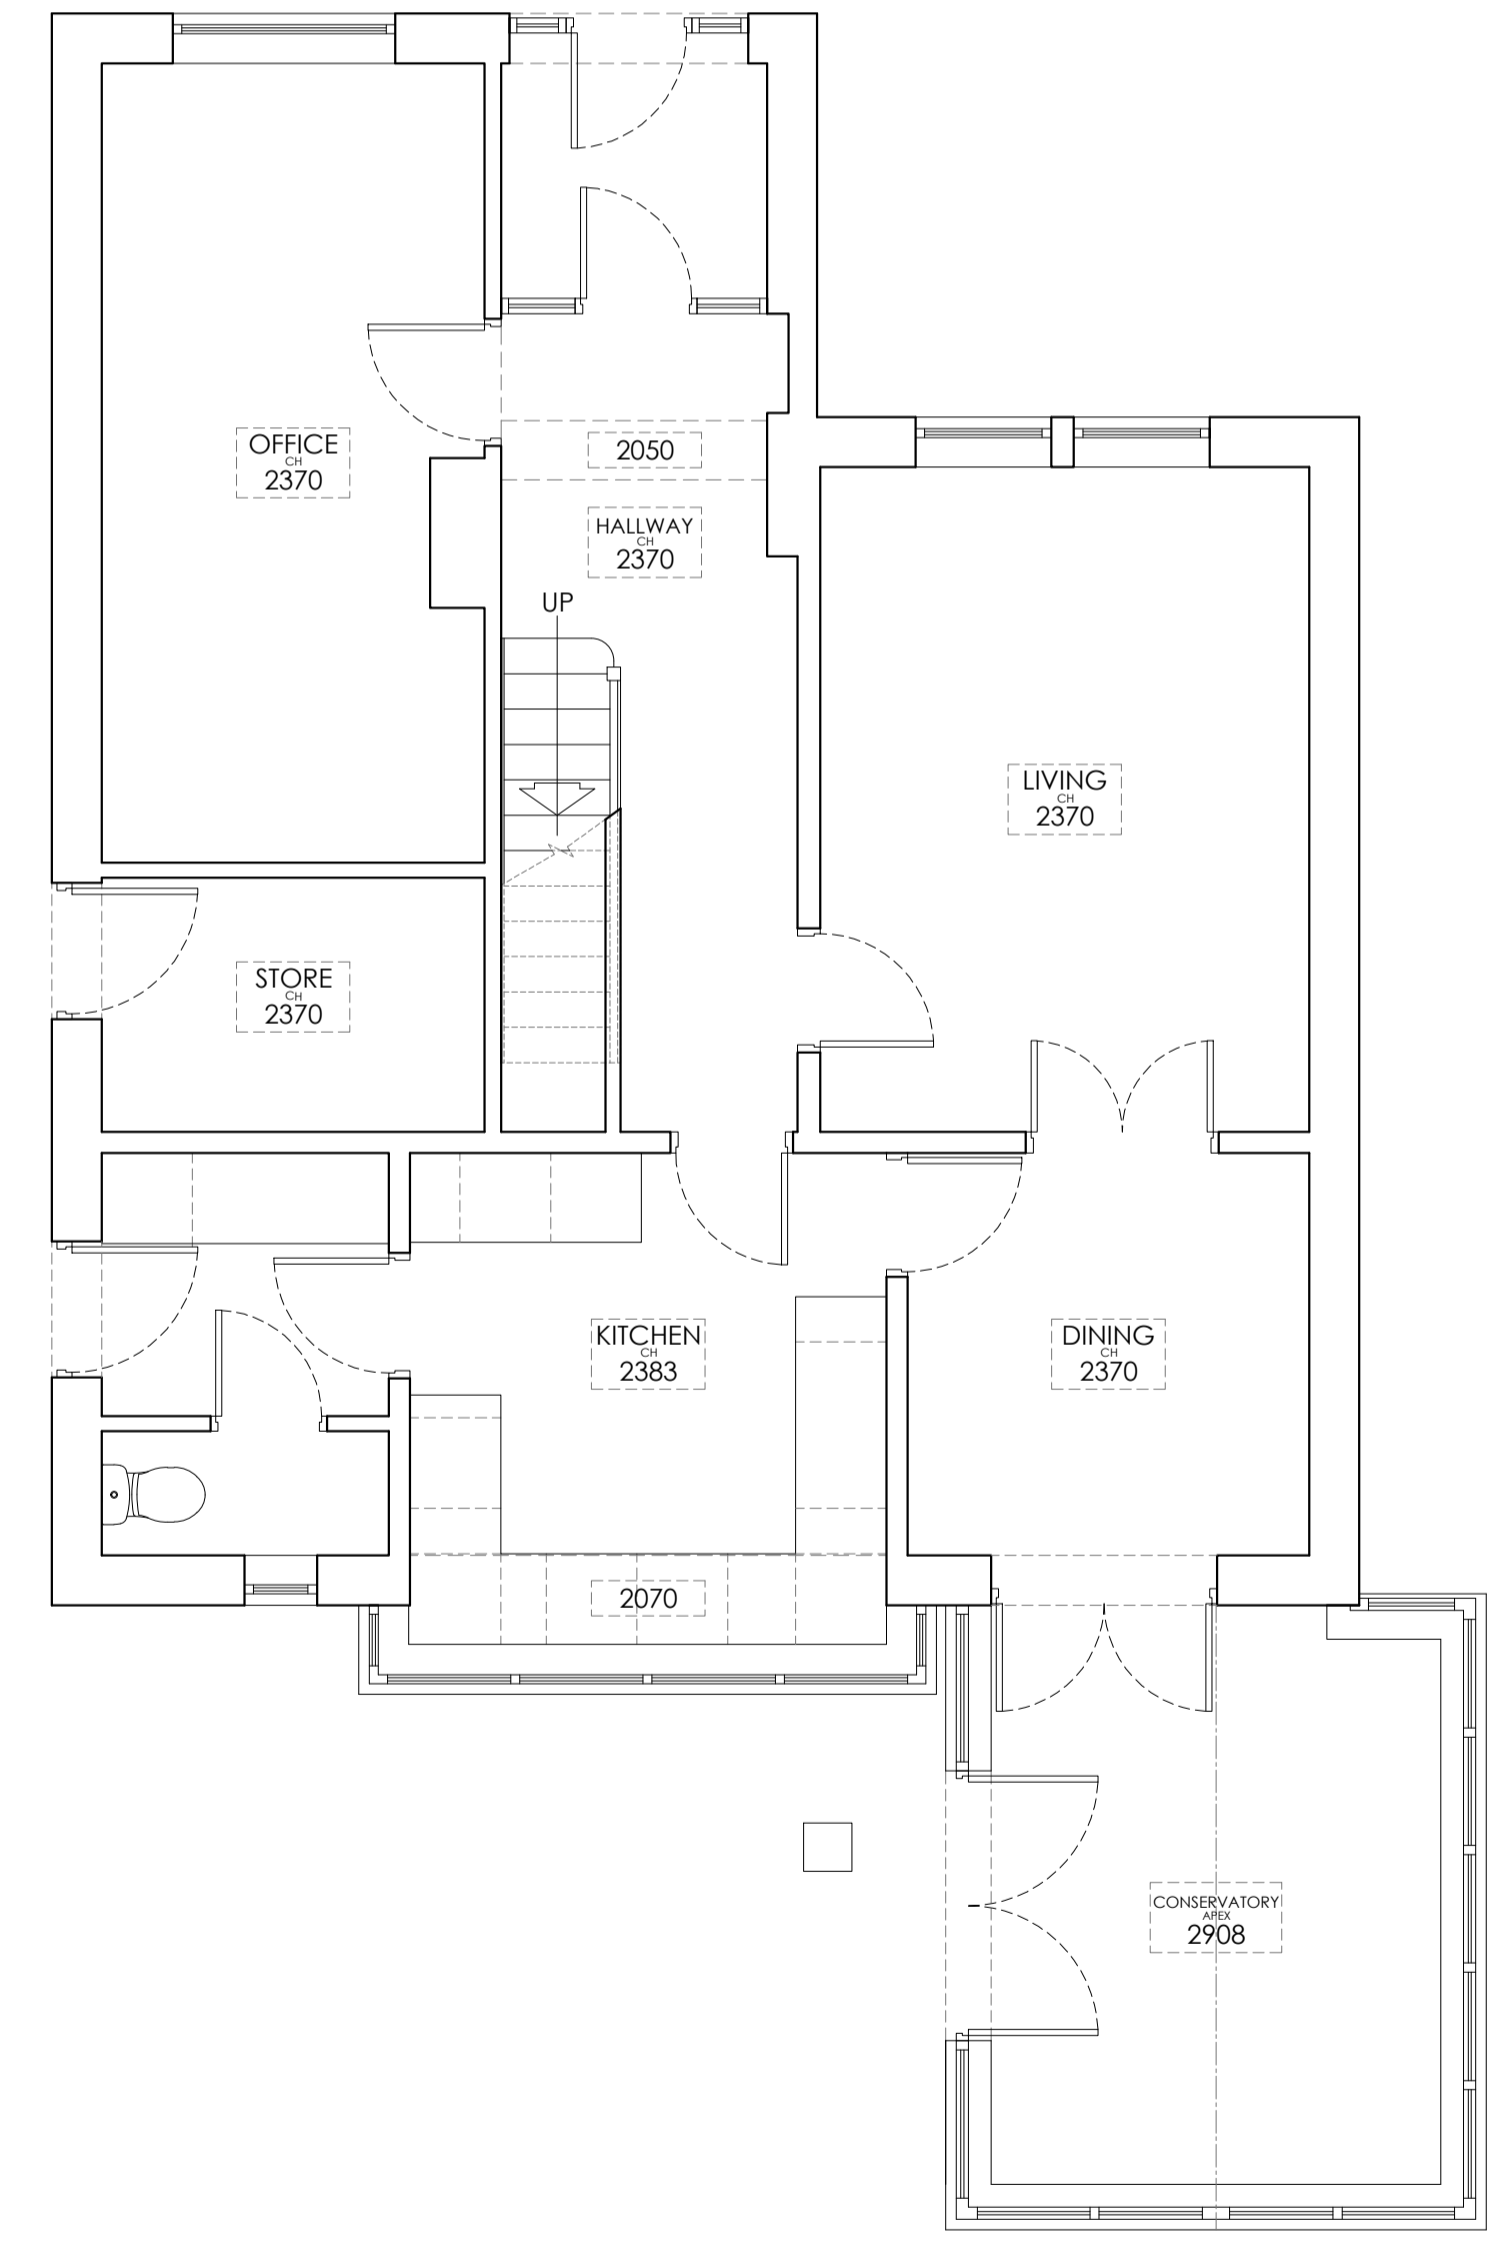 OFFICE
CH
2370
2050
HALLWAY
CH
2370
UP
LIVING
CH
2370
STORE
CH
2370
KITCHEN
CH
2383
DINING
CH
2370
2070
CONSERVATORY
APEX
2908